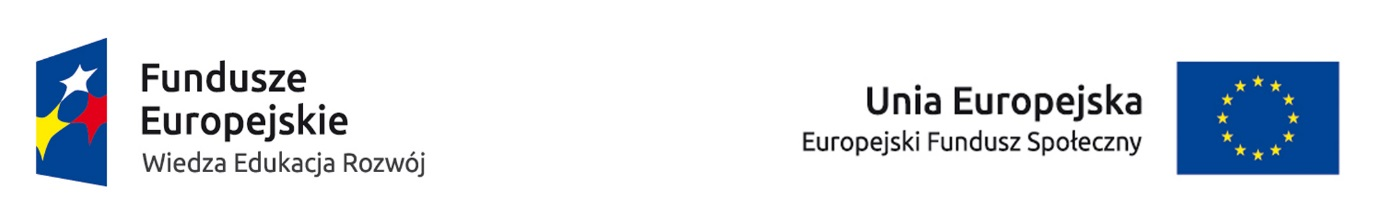 Fundusze
Europejskie
Wiedza Edukacja Rozwój
Unia Europejska
Europejski Fundusz Społeczny